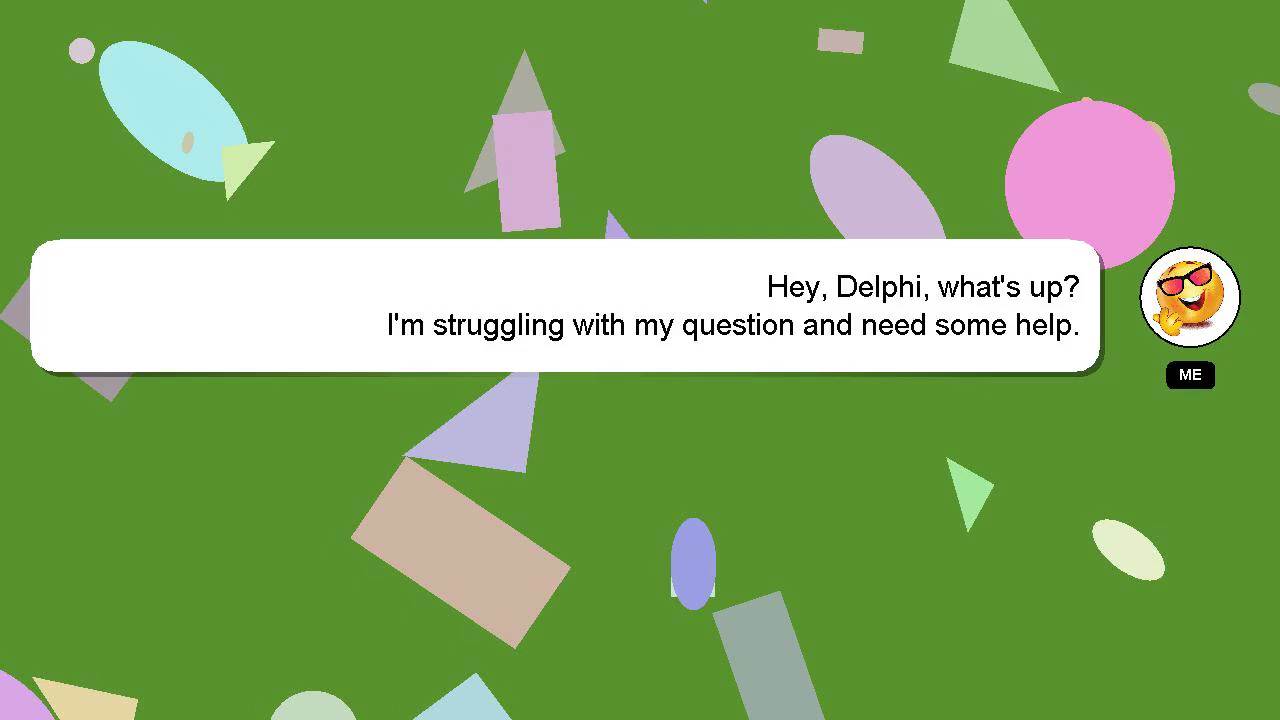 Hey, Delphi, what's up?
I'm struggling with my question and need some help.
ME